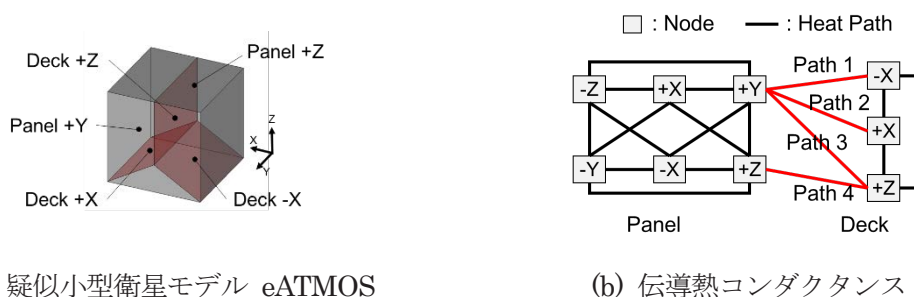 Deck +Z
Panel +Z
Panel +Y
Deck +X
Deck -X
X
Y
Z
疑似小型衛星モデル eATMOS
: Node
: Heat Path
-Z
+X
+Y
-Y
-X
+Z
Panel
Path 1
Path 2
Path 3
Path 4
-X
+X
+Z
Deck
(b) 伝導熱コンダクタンス